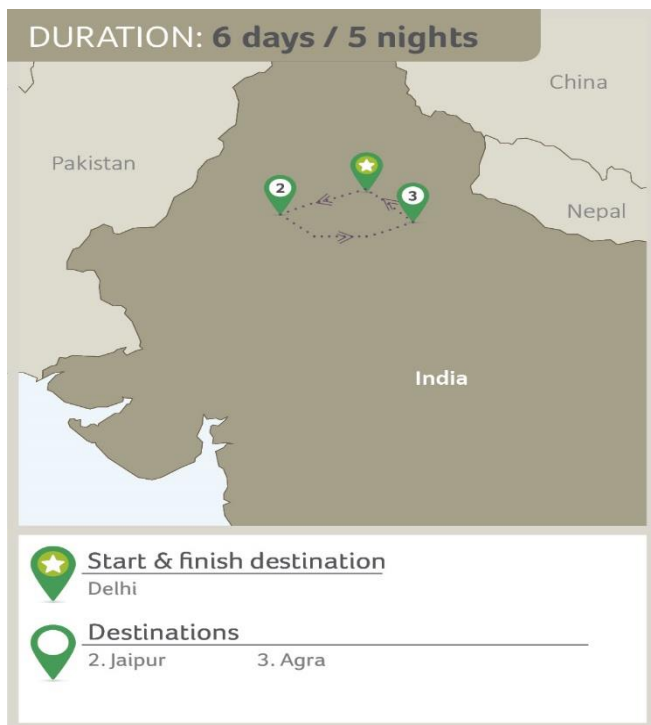 DURATION: 6 days / 5 nights
China
Pakistan
2
3
Nepal
India
Start & finish destination
Delhi
Destinations
2. Jaipur 3. Agra